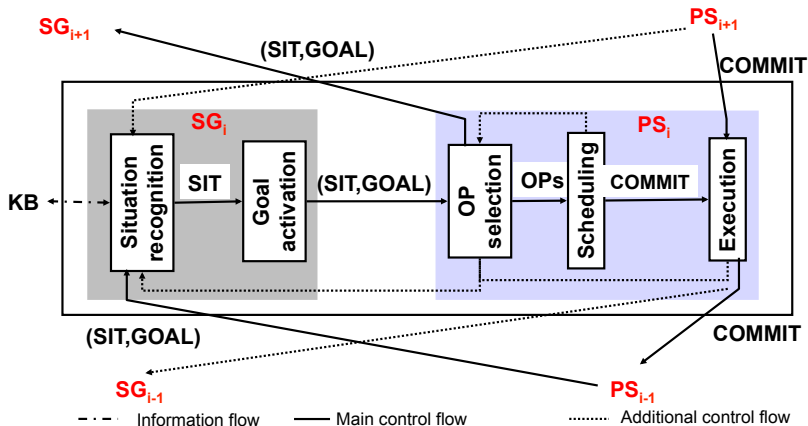 SGi+1
PSi+1
(SIT,GOAL)
COMMIT
SGi
PSi
KB
Situation
recognition
SIT
Goal
activation
(SIT,GOAL)
OP
selection
OPs
Scheduling
COMMIT
Execution
(SIT,GOAL)
COMMIT
SGi-1
PSi-1
Information flow
Main control flow
Additional control flow